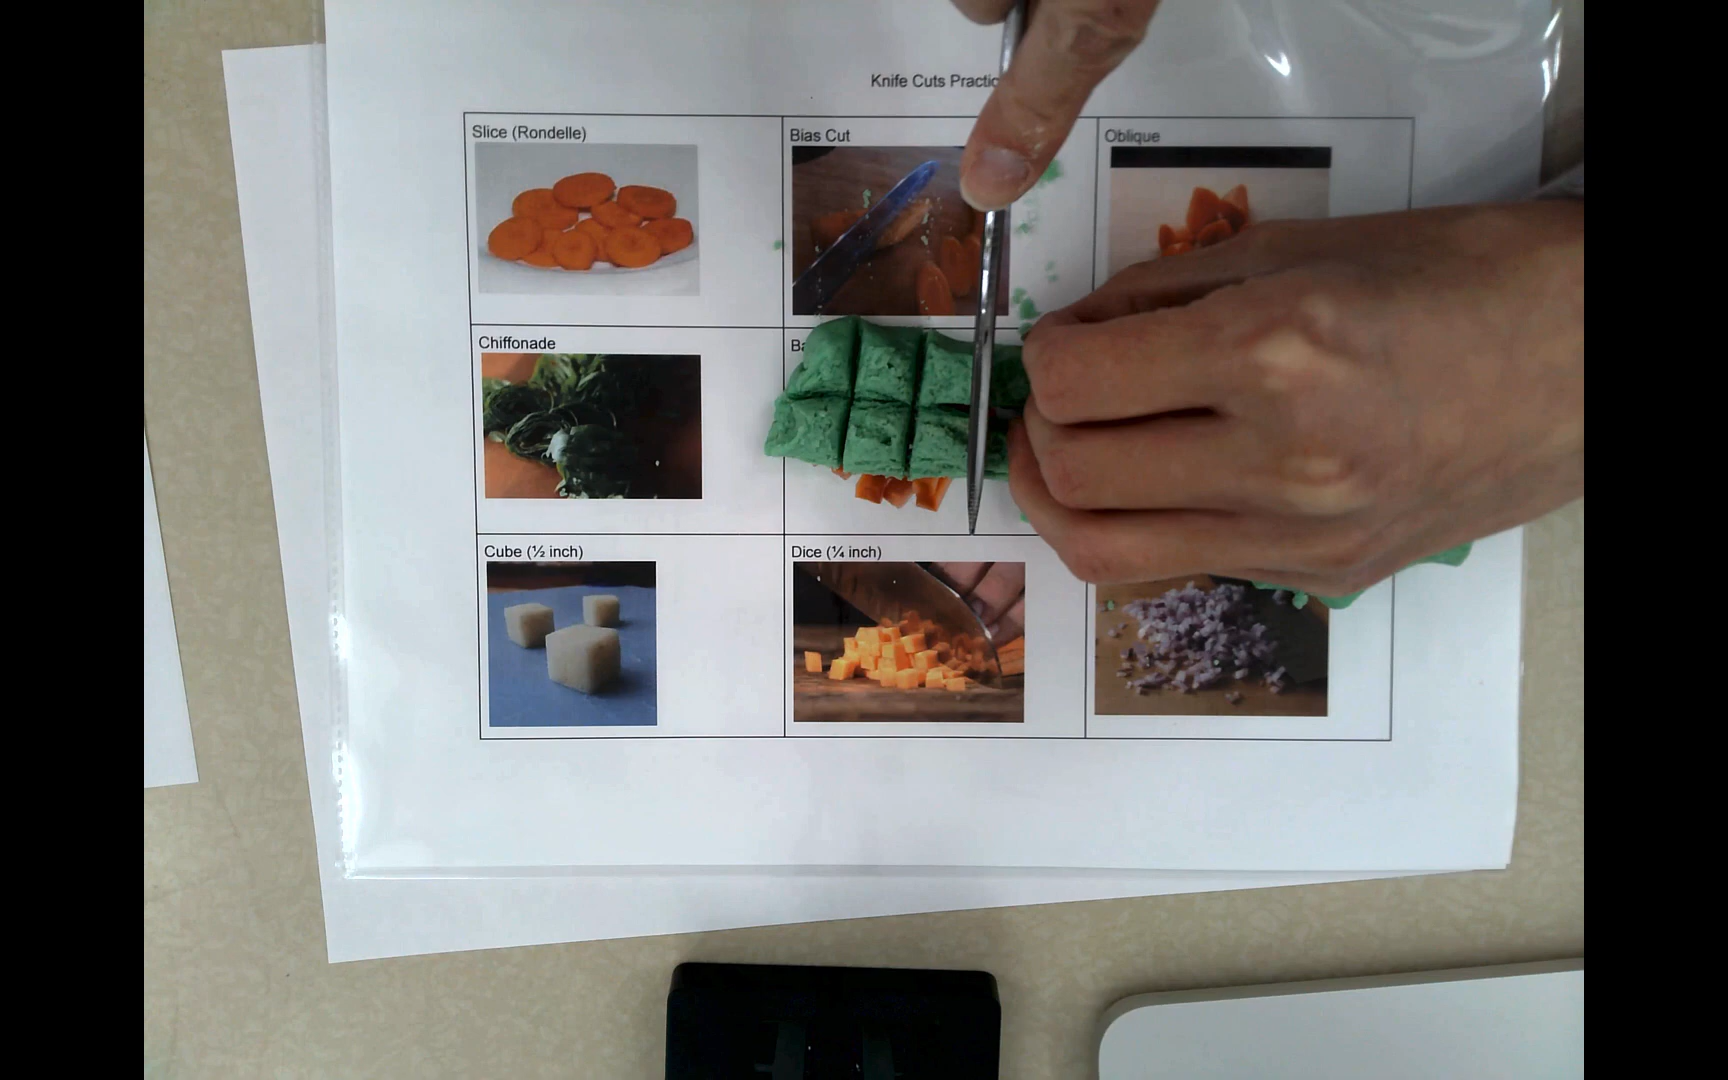 Knife Cuts Practic
Slice (Rondelle)
Bias Cut
Oblique
Chiffonade
Ba
Cube (½ inch)
Dice (¼ inch)